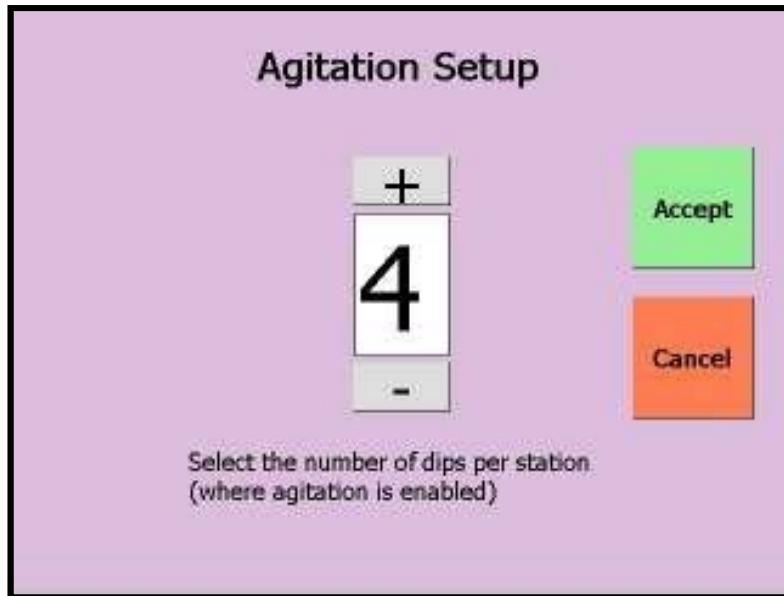 Agitation Setup
+
Accept
4
Cancel
-
Select the number of dips per station
(where agitation is enabled)